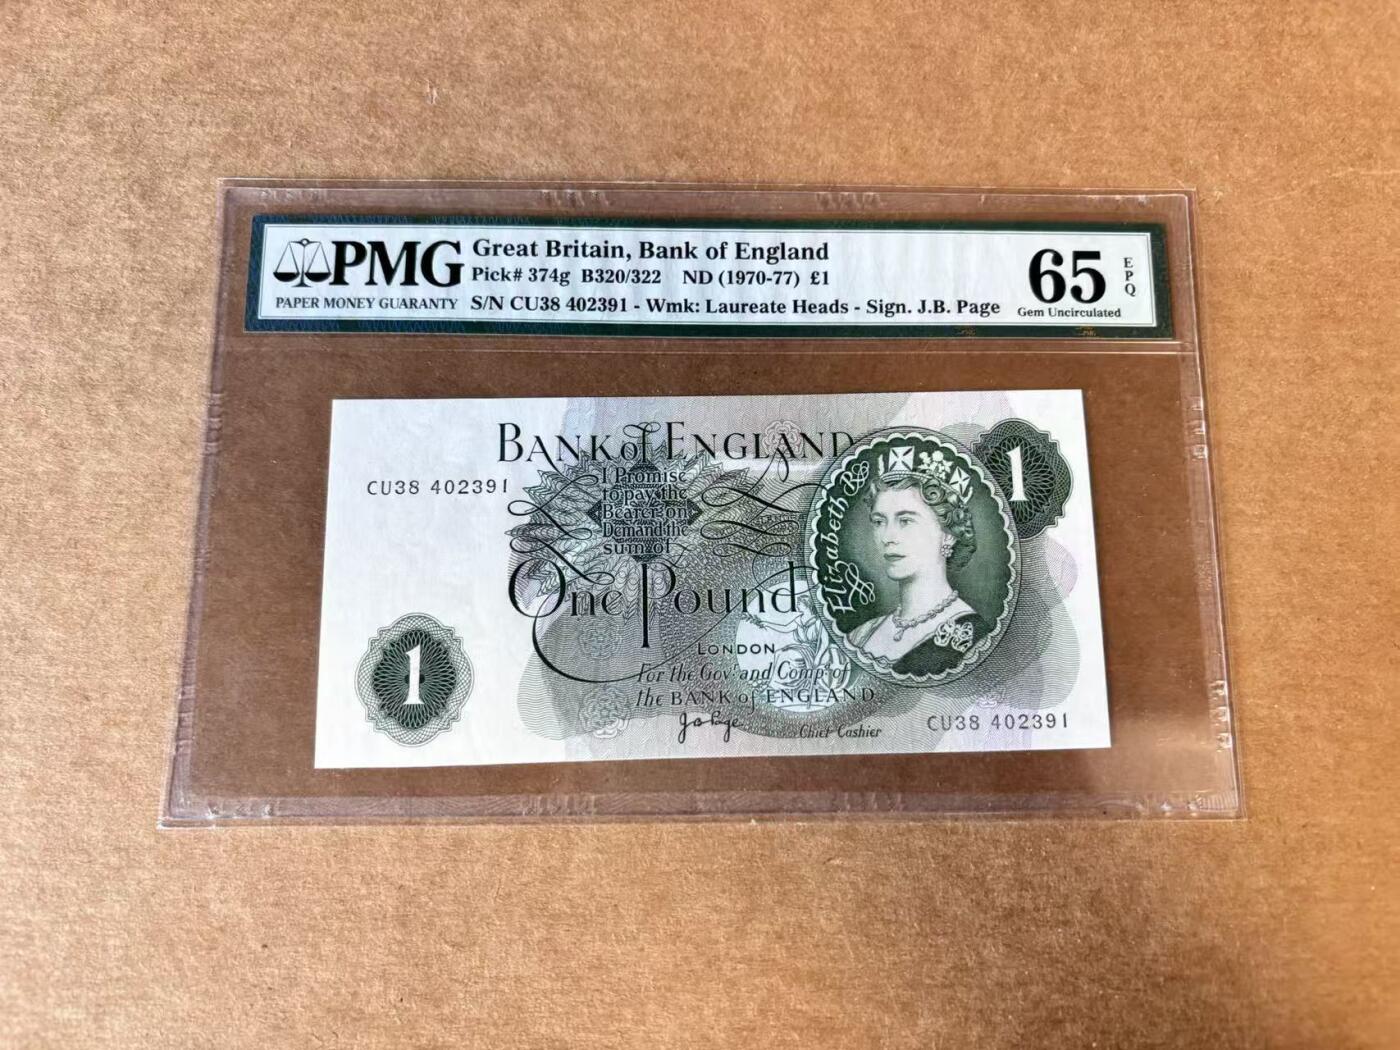 PMG
PAPER MONEY GUARANTY
Great Britain, Bank of England
Pick# 374g B320/322 ND (1970-77) £1
S/N CU38 402391 - Wmk: Laureate Heads - Sign. J.B. Page
65
EPQ
Gem Uncirculated
BANK of ENGLAND
CU38 402391
I Promise
to pay the
Bearer on
Demand the
sum of
One Pound
Elizabeth R
1
1
LONDON
For the Govr and Compa of
the BANK of ENGLAND
J B Page
Chief Cashier
CU38 402391